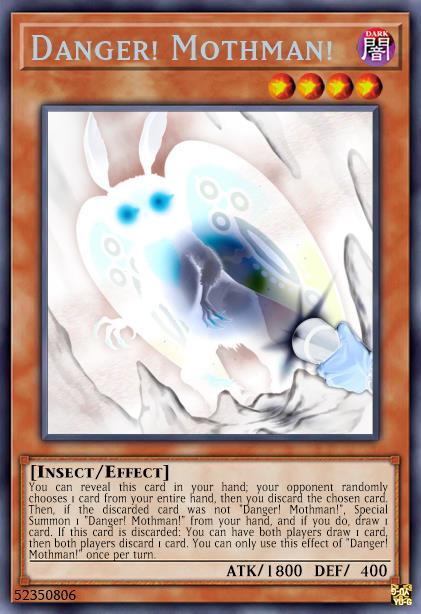 DANGER! MOTHMAN!
DARK
闇
[INSECT/EFFECT]
You can reveal this card in your hand; your opponent randomly
chooses 1 card from your entire hand, then you discard the chosen card.
Then, if the discarded card was not "Danger! Mothman!", Special
Summon 1 "Danger! Mothman!" from your hand, and if you do, draw 1
card. If this card is discarded: You can have both players draw 1 card,
then both players discard 1 card. You can only use this effect of "Danger!
Mothman!" once per turn.
ATK/1800 DEF/ 400
52350806